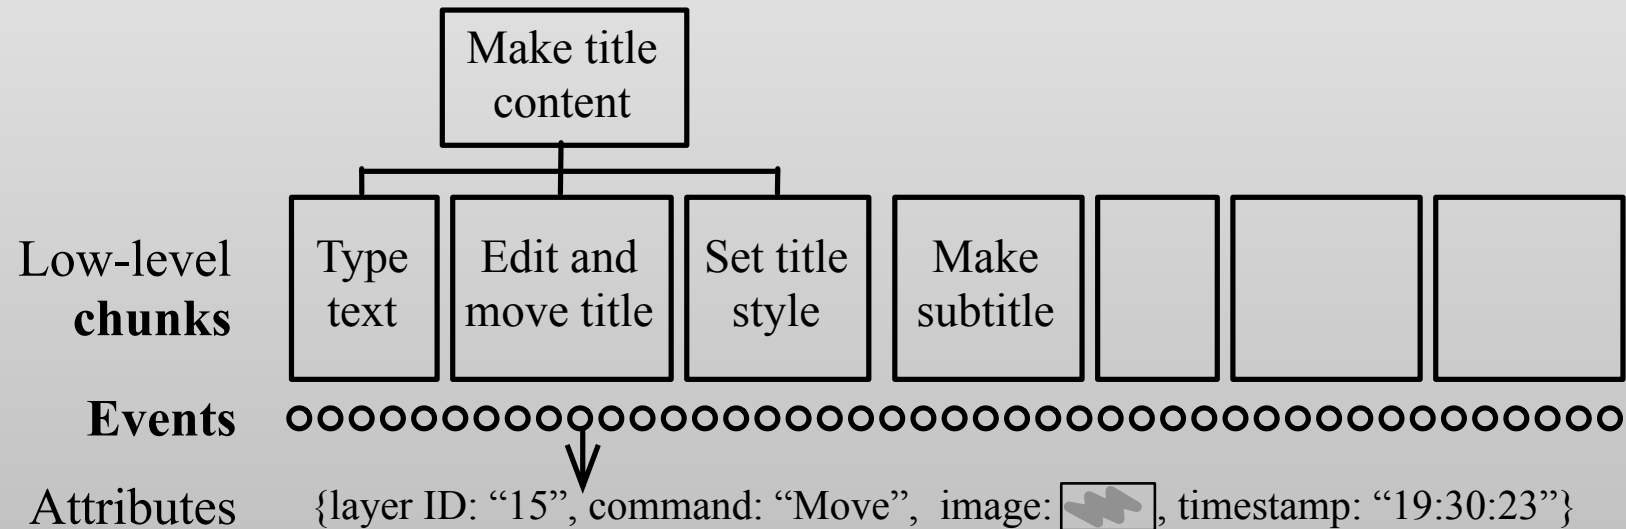 Make title
content
Low-level
chunks
Type
text
Edit and
move title
Set title
style
Make
subtitle
Events
Attributes {layer ID: “15”, command: “Move”, image: , timestamp: “19:30:23”}